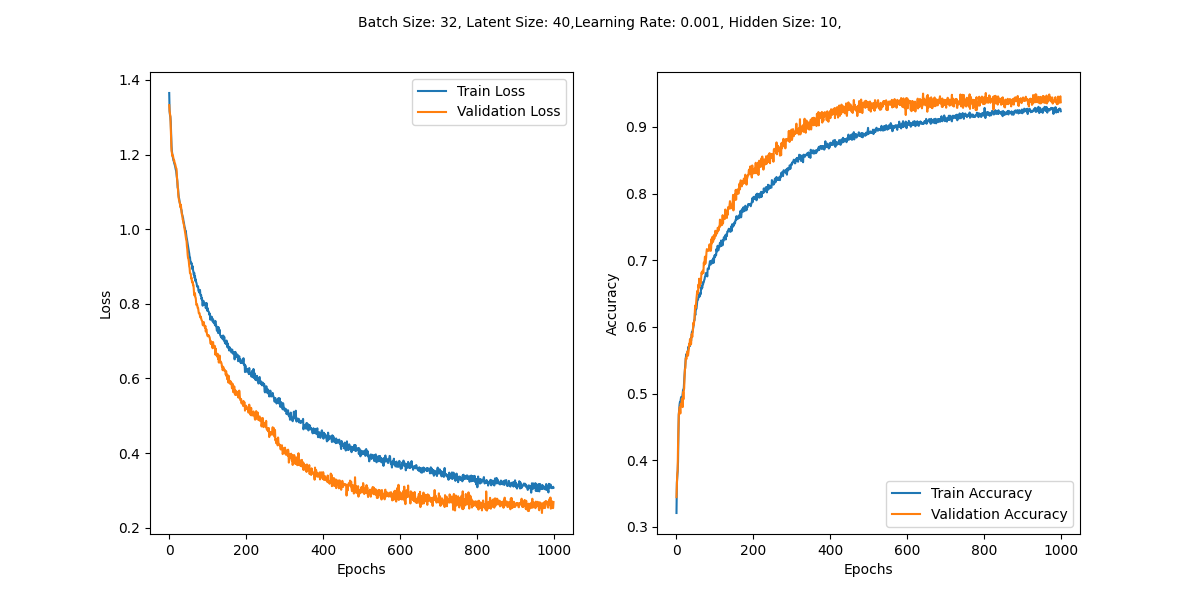 Batch Size: 32, Latent Size: 40,Learning Rate: 0.001, Hidden Size: 10,
1.4
1.2
1.0
0.8
0.6
0.4
0.2
Loss
Train Loss
Validation Loss
0 200 400 600 800 1000
Epochs
0.9
0.8
0.7
0.6
0.5
0.4
0.3
Accuracy
Train Accuracy
Validation Accuracy
0 200 400 600 800 1000
Epochs